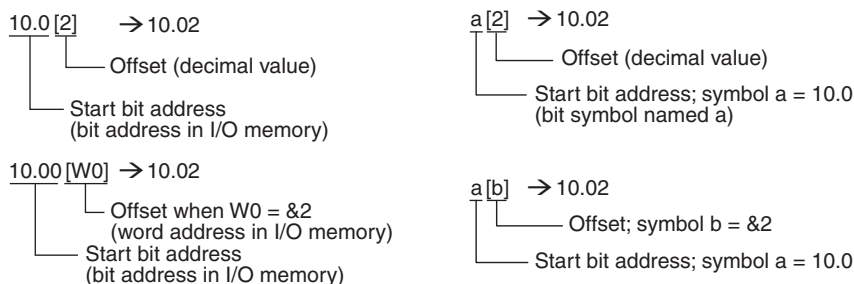 10.0 [2] → 10.02
Offset (decimal value)
Start bit address
(bit address in I/O memory)
10.00 [W0] → 10.02
Offset when W0 = &2
(word address in I/O memory)
Start bit address
(bit address in I/O memory)
a [2] → 10.02
Offset (decimal value)
Start bit address; symbol a = 10.0
(bit symbol named a)
a [b] → 10.02
Offset; symbol b = &2
Start bit address; symbol a = 10.0